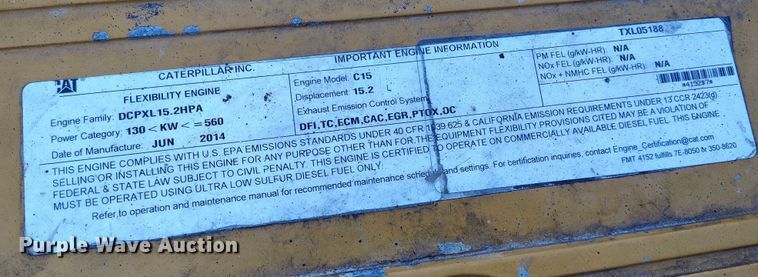 CAT
CATERPILLAR INC.
IMPORTANT ENGINE INFORMATION
TXL05188
FLEXIBILITY ENGINE
Engine Family: DCPXL15.2HPA
Power Category: 130 < KW < = 560
Date of Manufacture: JUN 2014
Engine Model: C15
Displacement: 15.2
Exhaust Emission Control System:
DFI,TC,ECM,CAC,EGR,PTOX,OC
PM FEL (g/kW-HR): N/A
NOx FEL (g/kW-HR): N/A
NOx + NMHC FEL (g/kW-HR): N/A
* THIS ENGINE COMPLIES WITH U.S. EPA EMISSIONS STANDARDS UNDER 40 CFR 1039.625 & CALIFORNIA EMISSION REQUIREMENTS UNDER 13 CCR 2423(g).
SELLING OR INSTALLING THIS ENGINE FOR ANY PURPOSE OTHER THAN FOR THE EQUIPMENT FLEXIBILITY PROVISIONS CITED MAY BE A VIOLATION OF
FEDERAL & STATE LAW SUBJECT TO CIVIL PENALTY. THIS ENGINE IS CERTIFIED TO OPERATE ON COMMERCIALLY AVAILABLE DIESEL FUEL. THIS ENGINE
MUST BE OPERATED USING ULTRA LOW SULFUR DIESEL FUEL ONLY.
Refer to operation and maintenance manual for recommended maintenance schedule and settings. For certification inquiries, contact Engine_Certification@cat.com
FMT 4152 fulfills 7E-8050 & 350-8620
Purple Wave Auction